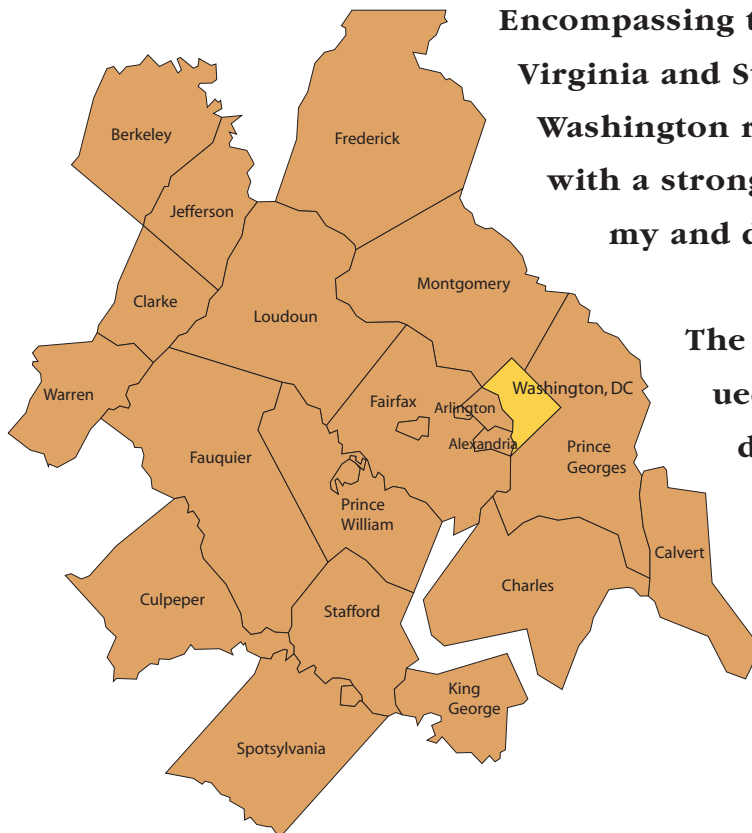 Encompassing t
Virginia and S
Washington r
with a strong
my and d
The
ue
d
Berkeley
Frederick
Jefferson
Montgomery
Clarke
Loudoun
Warren
Fairfax
Arlington
Washington, DC
Alexandria
Fauquier
Prince
Georges
Prince
William
Calvert
Charles
Culpeper
Stafford
King
George
Spotsylvania